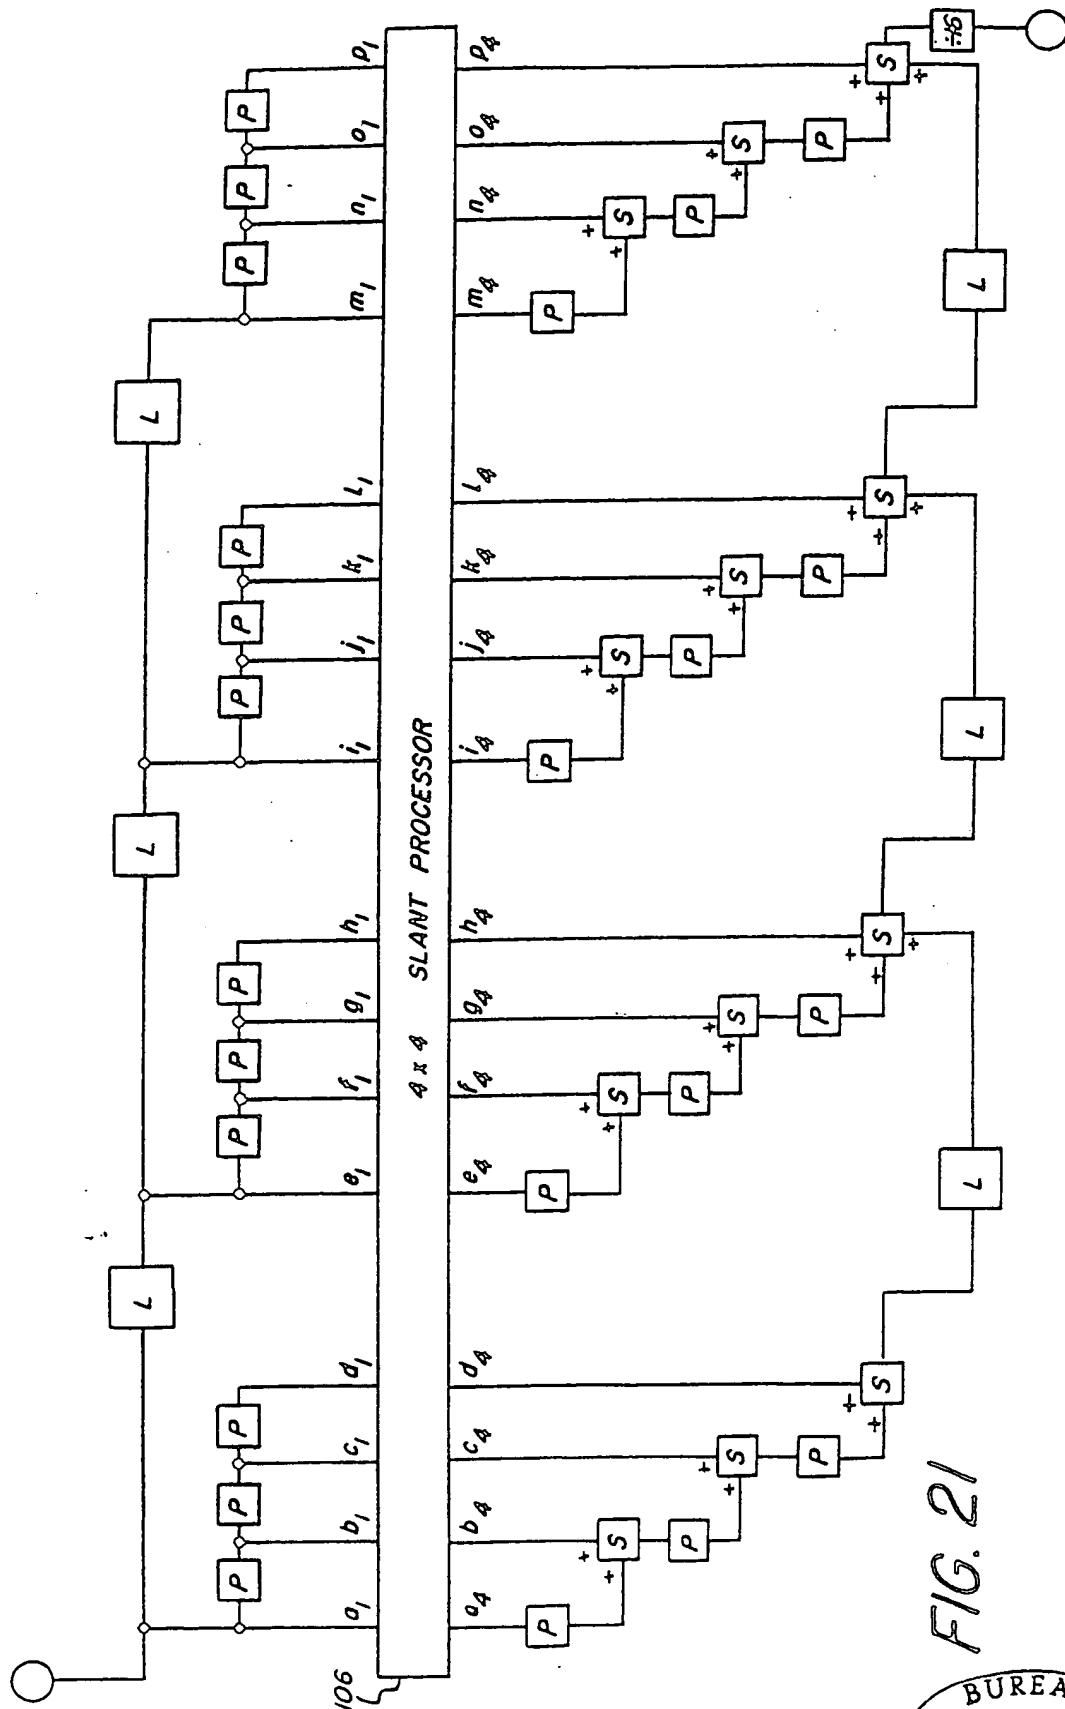 L L L
P P P P P P P P P P P P
a₁ b₁ c₁ d₁ e₁ f₁ g₁ h₁ i₁ j₁ k₁ l₁ m₁ n₁ o₁ p₁
106
4 x 4 SLANT PROCESSOR
a₄ b₄ c₄ d₄ e₄ f₄ g₄ h₄ i₄ j₄ k₄ l₄ m₄ n₄ o₄ p₄
P P P P
+ + + +
+ S + S + S + S
P P P P
+ + + +
+ S + S + S + S
P P P P
+ + + +
+ S + S + S + S
+ + +
÷16
L L L
FIG. 21
BUREA